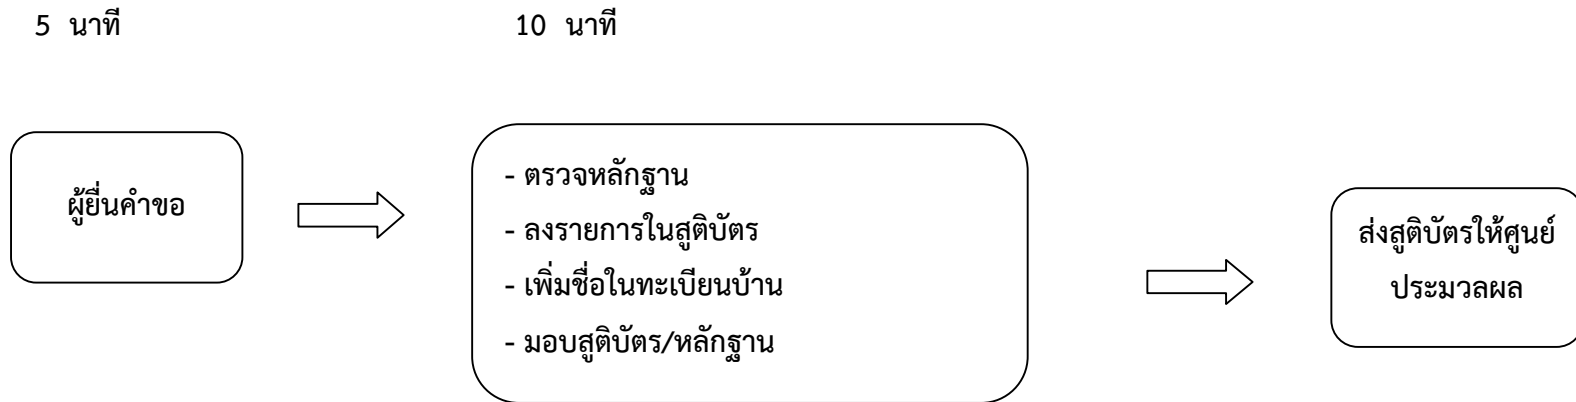 5 นาที
10 นาที
ผู้ยื่นคำขอ
- ตรวจหลักฐาน
- ลงรายการในสูติบัตร
- เพิ่มชื่อในทะเบียนบ้าน
- มอบสูติบัตร/หลักฐาน
ส่งสูติบัตรให้ศูนย์
ประมวลผล